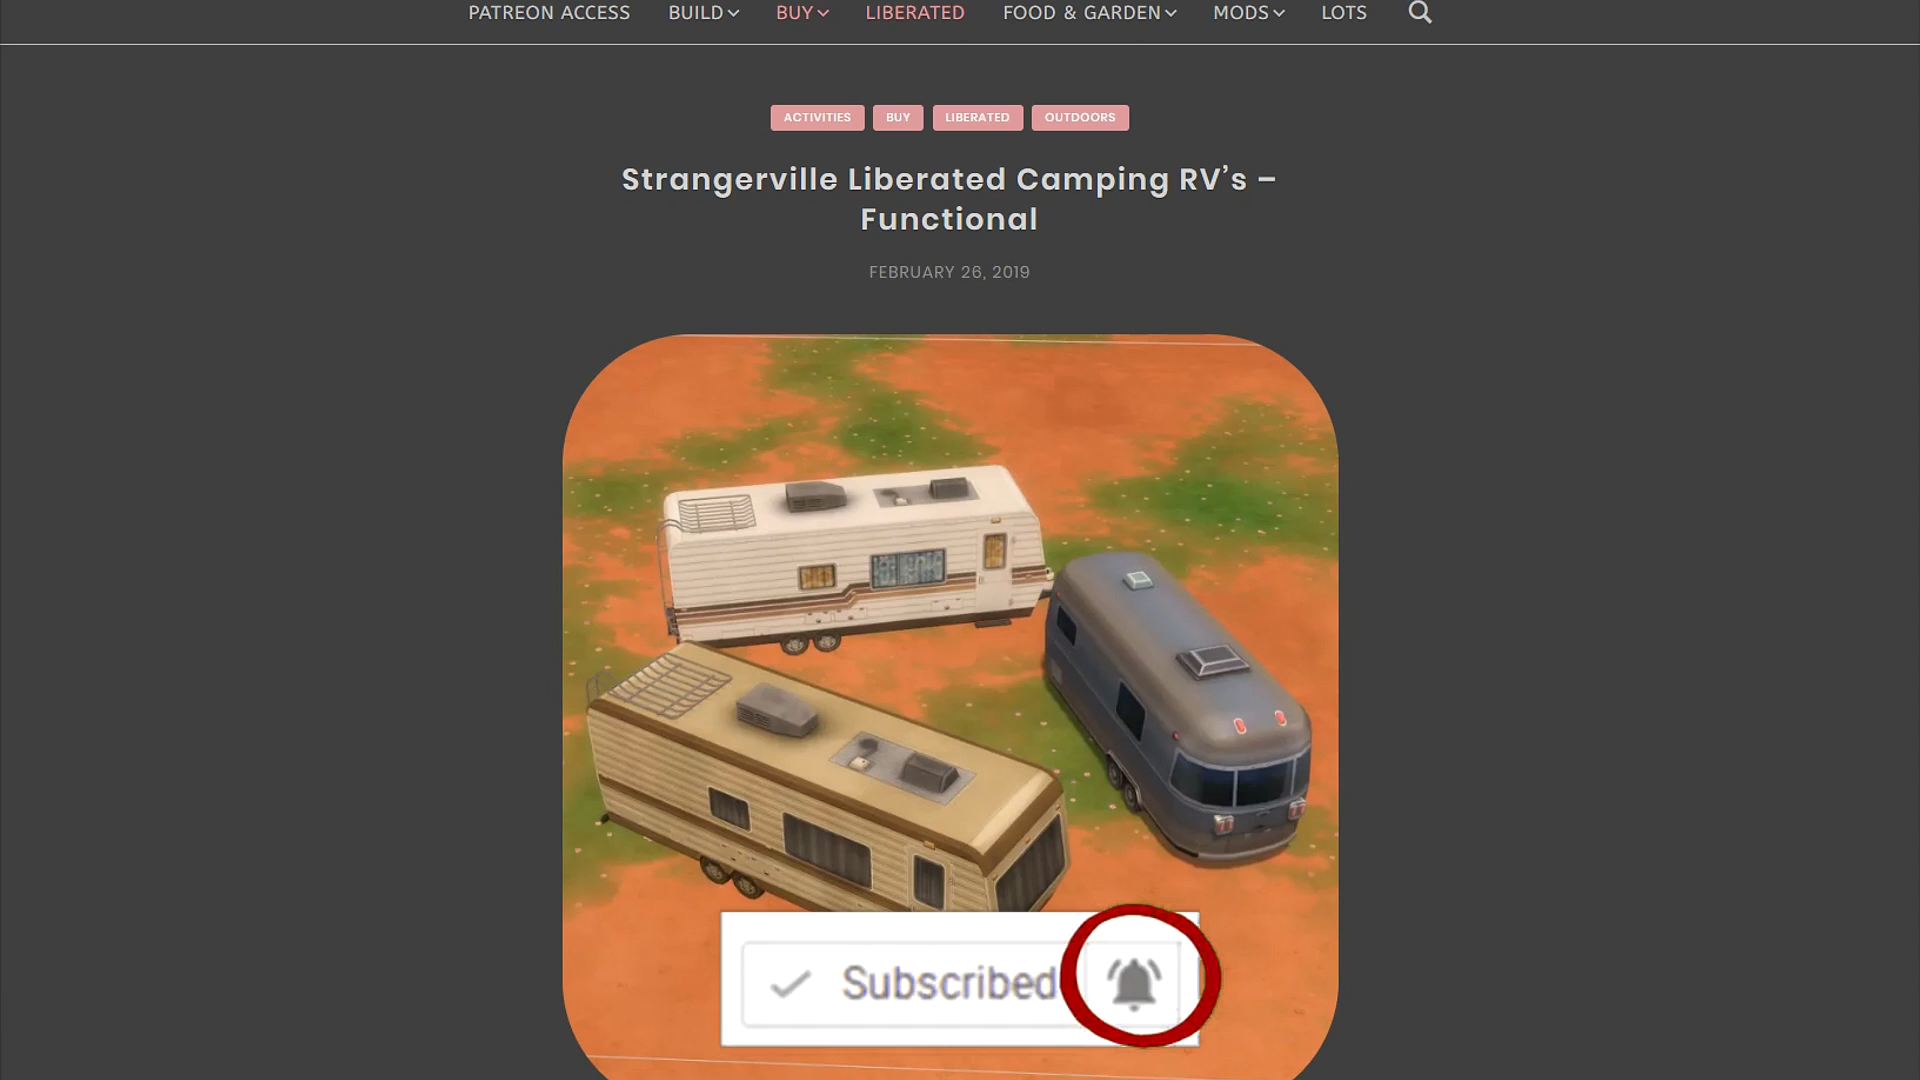 PATREON ACCESS BUILD BUY LIBERATED FOOD & GARDEN MODS LOTS
ACTIVITIES BUY LIBERATED OUTDOORS
Strangerville Liberated Camping RV’s –
Functional
FEBRUARY 26, 2019
Subscribed